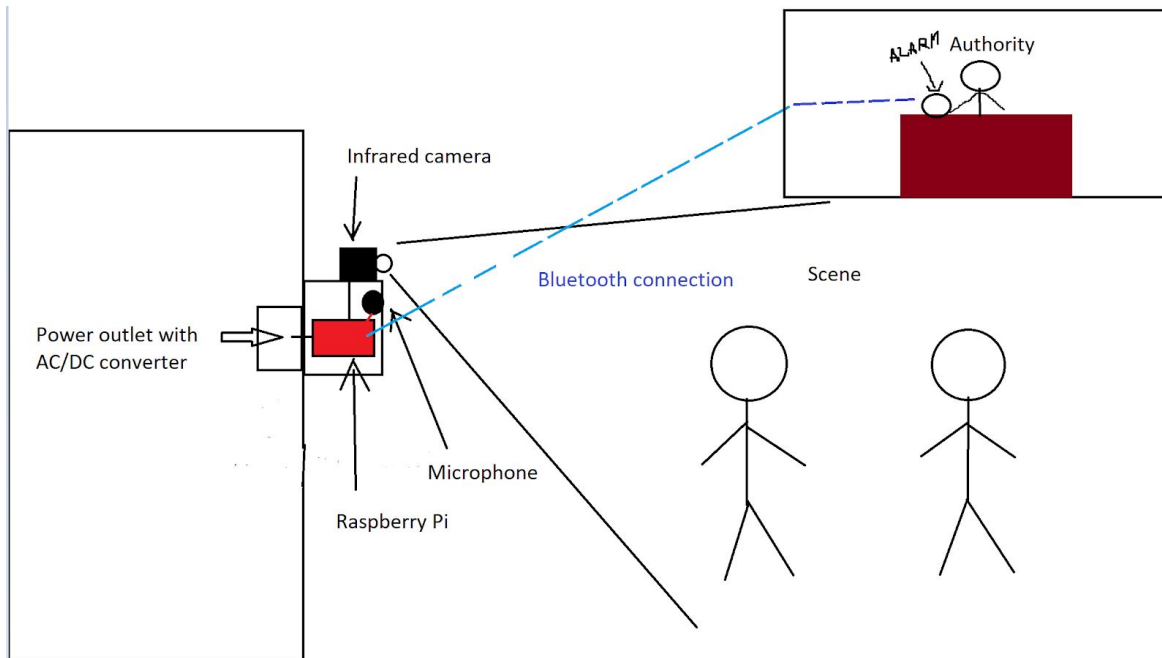 ALARM
Authority
Infrared camera
Bluetooth connection
Scene
Power outlet with
AC/DC converter
Microphone
Raspberry Pi